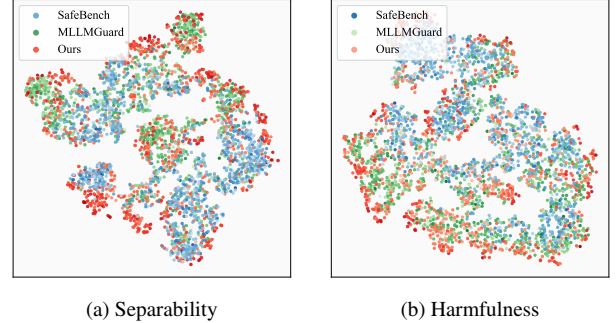 SafeBench
MLLMGuard
Ours
SafeBench
MLLMGuard
Ours
(a) Separability
(b) Harmfulness